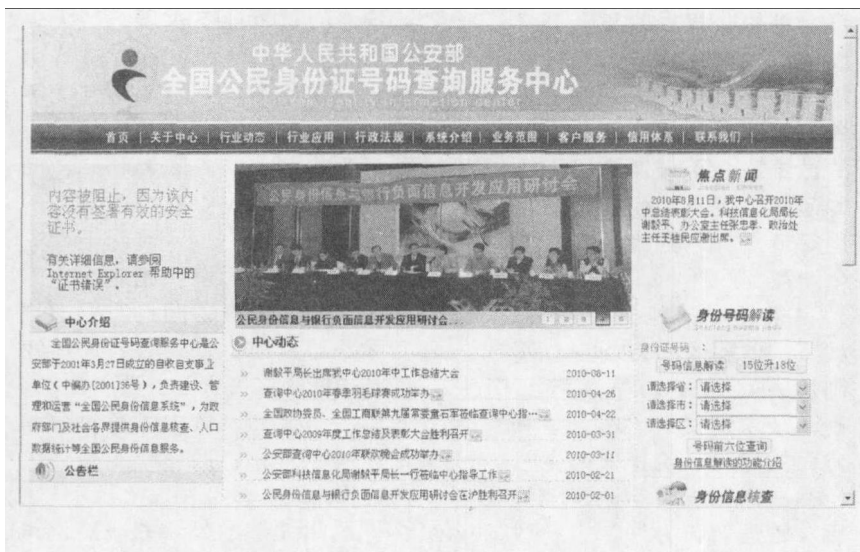 中华人民共和国公安部
全国公民身份证号码查询服务中心
首页 | 关于中心 | 行业动态 | 行业应用 | 行政法规 | 系统介绍 | 业务范围 | 客户服务 | 信用体系 | 联系我们 |
内容被阻止，因为该内
容没有签署有效的安全
证书。
有关详细信息，请参阅
Internet Explorer 帮助中的
“证书错误”。
中心介绍
全国公民身份证号码查询服务中心是公
安部于2001年3月27日成立的自收自支事业
单位(中编办[2001]36号)，负责建设、管
理和运营“全国公民身份信息系统”，为政
府部门及社会各界提供身份信息核查、人口
数据统计等全国公民身份信息服务。
公告栏
公民身份信息与银行负面信息开发应用研讨会
公民身份信息与银行负面信息开发应用研讨会...
中心动态
谢毅平局长出席我中心2010年中工作总结大会 2010-08-11
查询中心2010年春季羽毛球赛成功举办 2010-04-26
全国政协委员、全国工商联第九届常委董石军莅临查询中心指… 2010-04-22
查询中心2009年度工作总结及表彰大会胜利召开 2010-03-31
公安部查询中心2010年联欢晚会成功举办 2010-03-11
公安部科技信息化局谢毅平局长一行莅临中心指导工作 2010-02-21
公民身份信息与银行负面信息开发应用研讨会在沪胜利召开 2010-02-01
焦点新闻
2010年8月11日，我中心召开2010年
中总结表彰大会。科技信息化局局长
谢毅平、办公室主任张忠孝、政治处
主任王桂民应邀出席。
身份号码解读
身份证号码 ：
号码信息解读 15位升18位
请选择省： 请选择
请选择市： 请选择
请选择区： 请选择
号码前六位查询
身份信息解读的功能介绍
身份信息核查